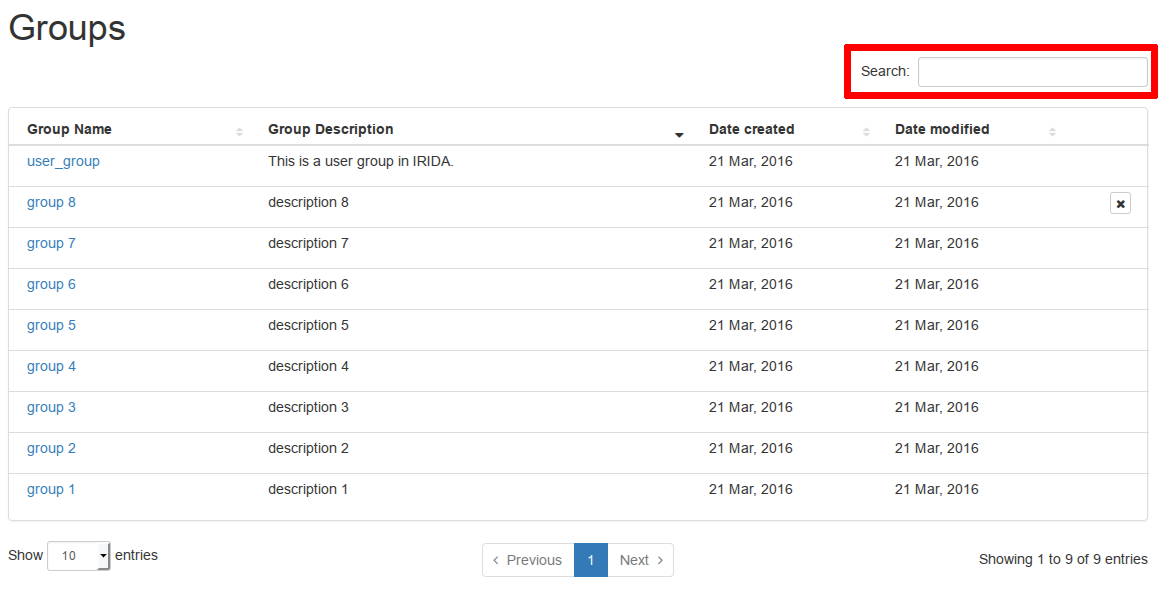 Groups
Search:
Group Name Group Description Date created Date modified
user_group This is a user group in IRIDA. 21 Mar, 2016 21 Mar, 2016
group 8 description 8 21 Mar, 2016 21 Mar, 2016
group 7 description 7 21 Mar, 2016 21 Mar, 2016
group 6 description 6 21 Mar, 2016 21 Mar, 2016
group 5 description 5 21 Mar, 2016 21 Mar, 2016
group 4 description 4 21 Mar, 2016 21 Mar, 2016
group 3 description 3 21 Mar, 2016 21 Mar, 2016
group 2 description 2 21 Mar, 2016 21 Mar, 2016
group 1 description 1 21 Mar, 2016 21 Mar, 2016
Show 10 entries Previous 1 Next Showing 1 to 9 of 9 entries